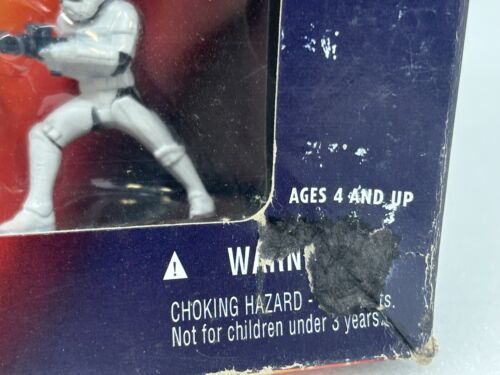 AGES 4 AND UP
WARN
CHOKING HAZARD - ts.
Not for children under 3 years.